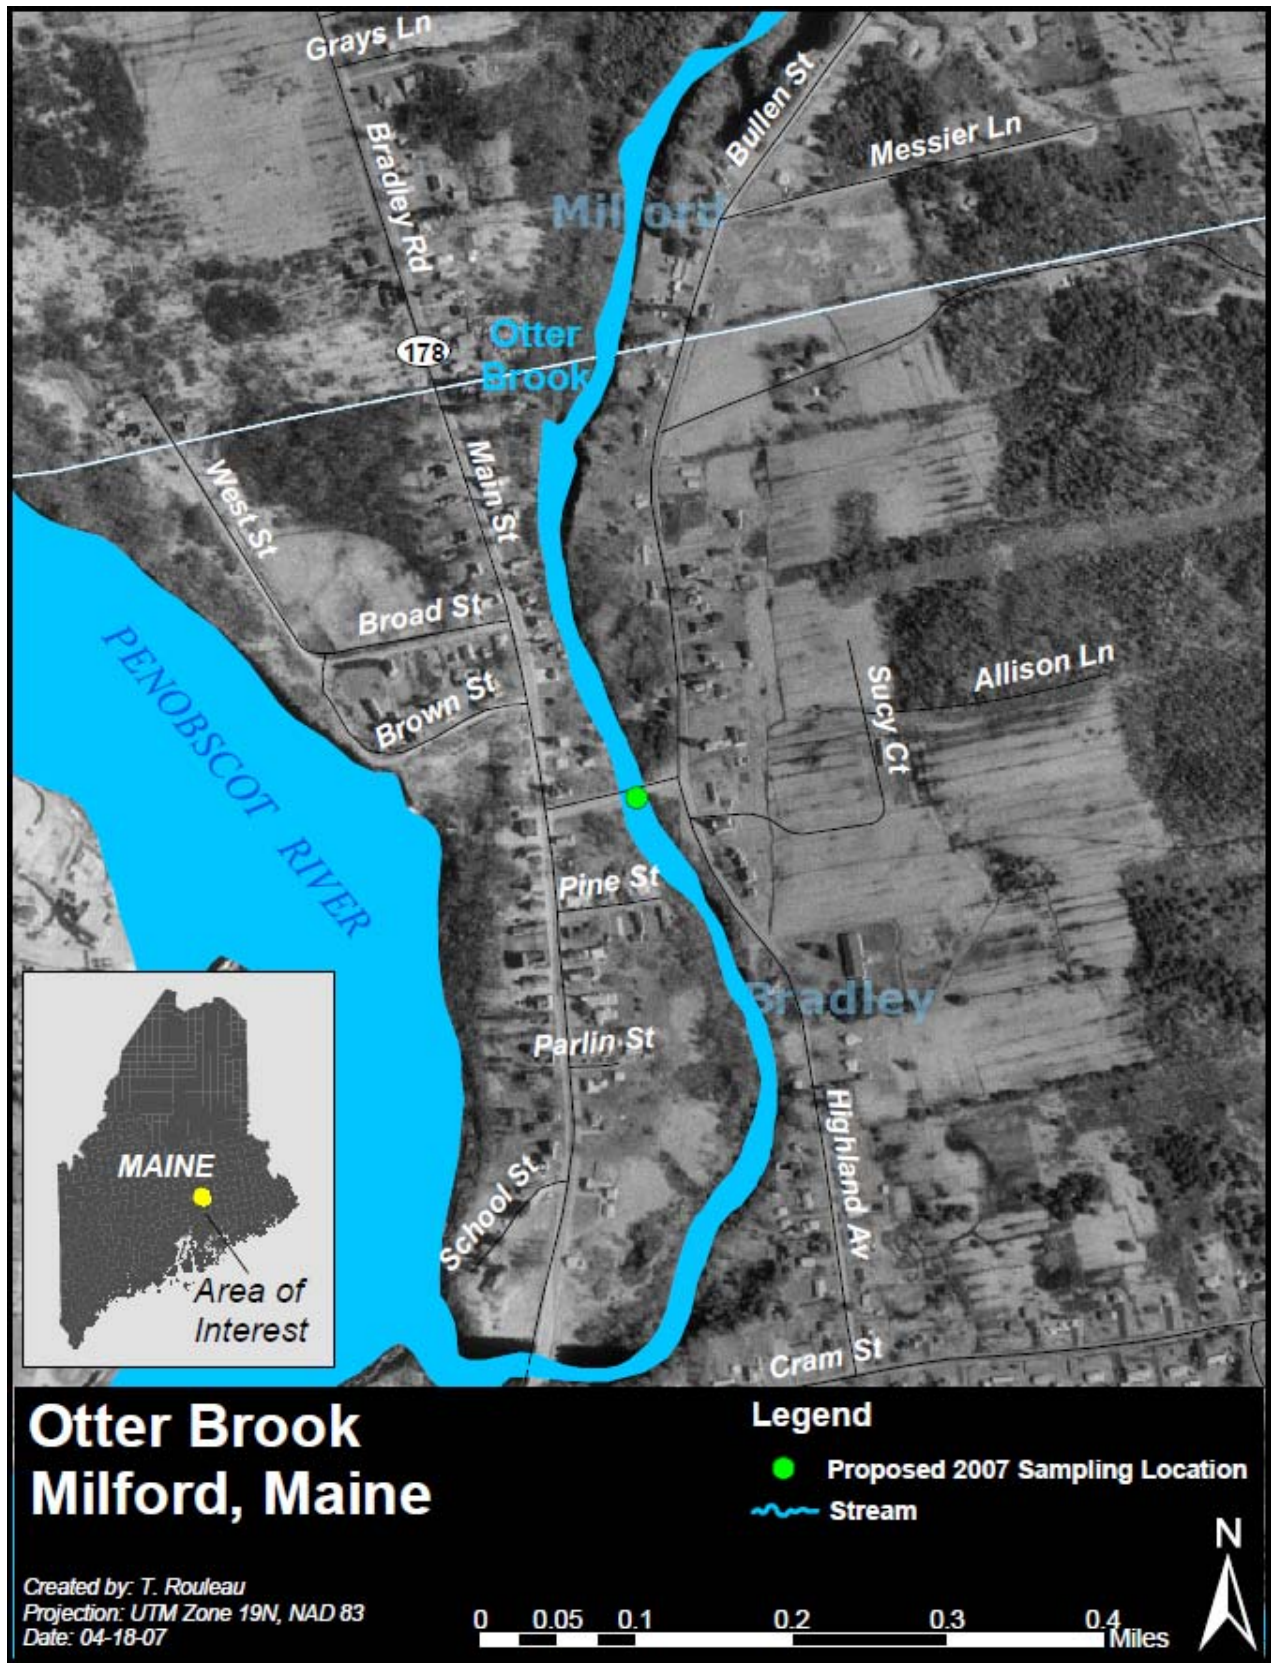 Grays Ln
Bullen St
Messier Ln
Bradley Rd
Milford
Otter
Brook
178
Main St
West St
Broad St
PENOBSCOT RIVER
Brown St
Allison Ln
Sucy Ct
Pine St
Bradley
Parlin St
Highland Av
School St
Cram St
MAINE
Area of
Interest
Otter Brook
Milford, Maine
Legend
Proposed 2007 Sampling Location
Stream
N
Created by: T. Rouleau
Projection: UTM Zone 19N, NAD 83
Date: 04-18-07
0 0.05 0.1 0.2 0.3 0.4
Miles